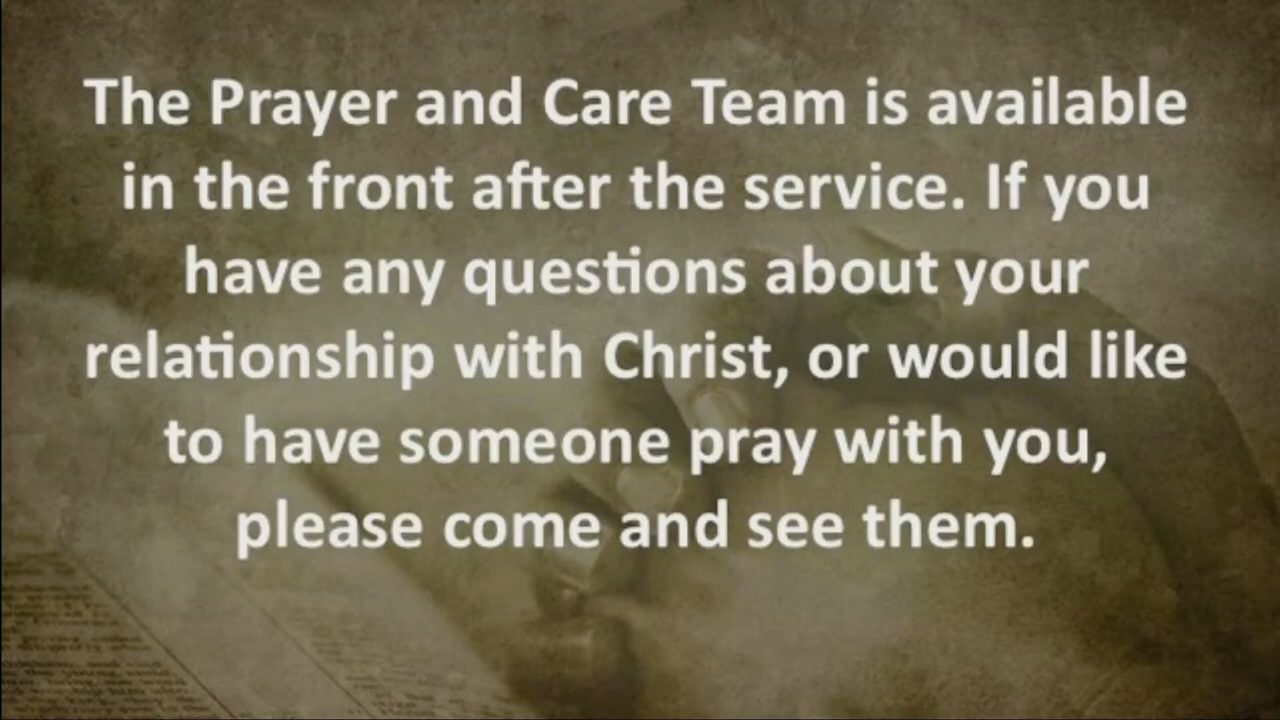 The Prayer and Care Team is available
in the front after the service. If you
have any questions about your
relationship with Christ, or would like
to have someone pray with you,
please come and see them.